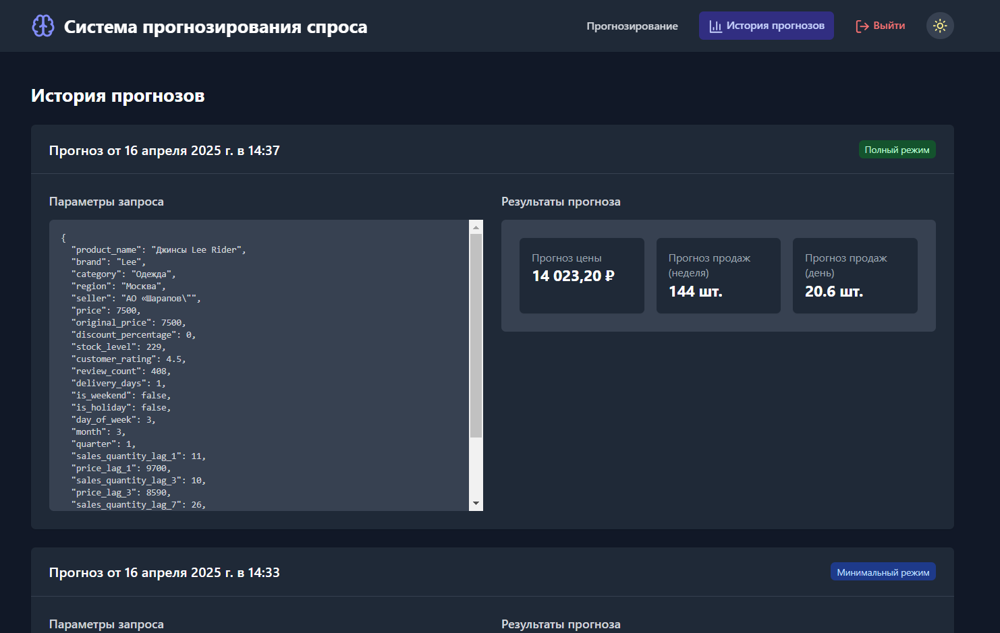 Система прогнозирования спроса
Прогнозирование
История прогнозов
Выйти
История прогнозов
Прогноз от 16 апреля 2025 г. в 14:37
Полный режим
Параметры запроса
{
"product_name": "Джинсы Lee Rider",
"brand": "Lee",
"category": "Одежда",
"region": "Москва",
"seller": "АО «Шарапов\"",
"price": 7500,
"original_price": 7500,
"discount_percentage": 0,
"stock_level": 229,
"customer_rating": 4.5,
"review_count": 408,
"delivery_days": 1,
"is_weekend": false,
"is_holiday": false,
"day_of_week": 3,
"month": 3,
"quarter": 1,
"sales_quantity_lag_1": 11,
"price_lag_1": 9700,
"sales_quantity_lag_3": 10,
"price_lag_3": 8590,
"sales_quantity_lag_7": 26,
Результаты прогноза
Прогноз цены
14 023,20 ₽
Прогноз продаж
(неделя)
144 шт.
Прогноз продаж
(день)
20.6 шт.
Прогноз от 16 апреля 2025 г. в 14:33
Минимальный режим
Параметры запроса
Результаты прогноза